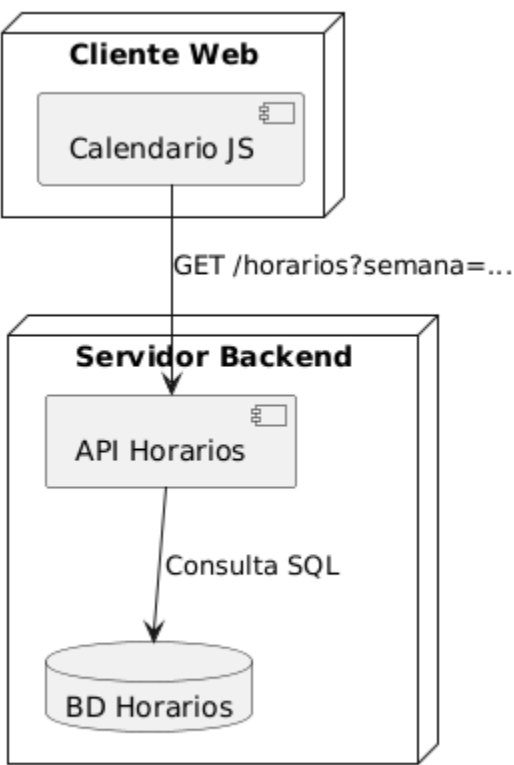 Cliente Web
Calendario JS
GET /horarios?semana=...
Servidor Backend
API Horarios
Consulta SQL
BD Horarios